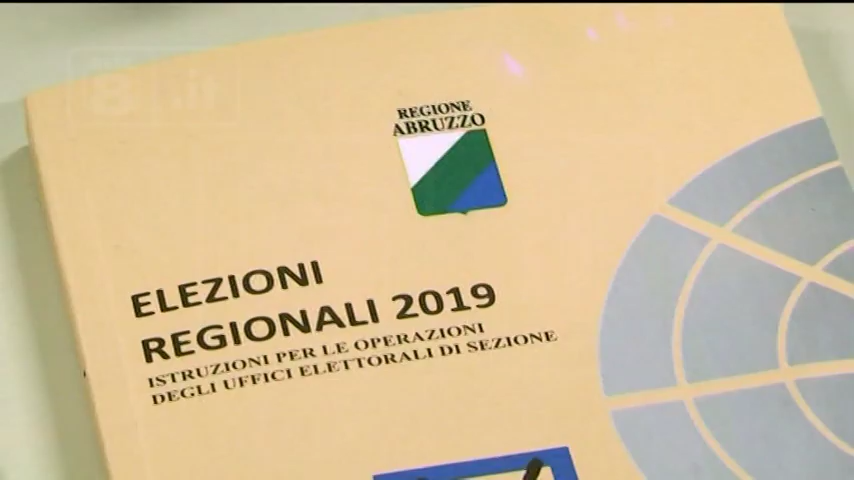 REGIONE
ABRUZZO
ELEZIONI
REGIONALI 2019
ISTRUZIONI PER LE OPERAZIONI
DEGLI UFFICI ELETTORALI DI SEZIONE